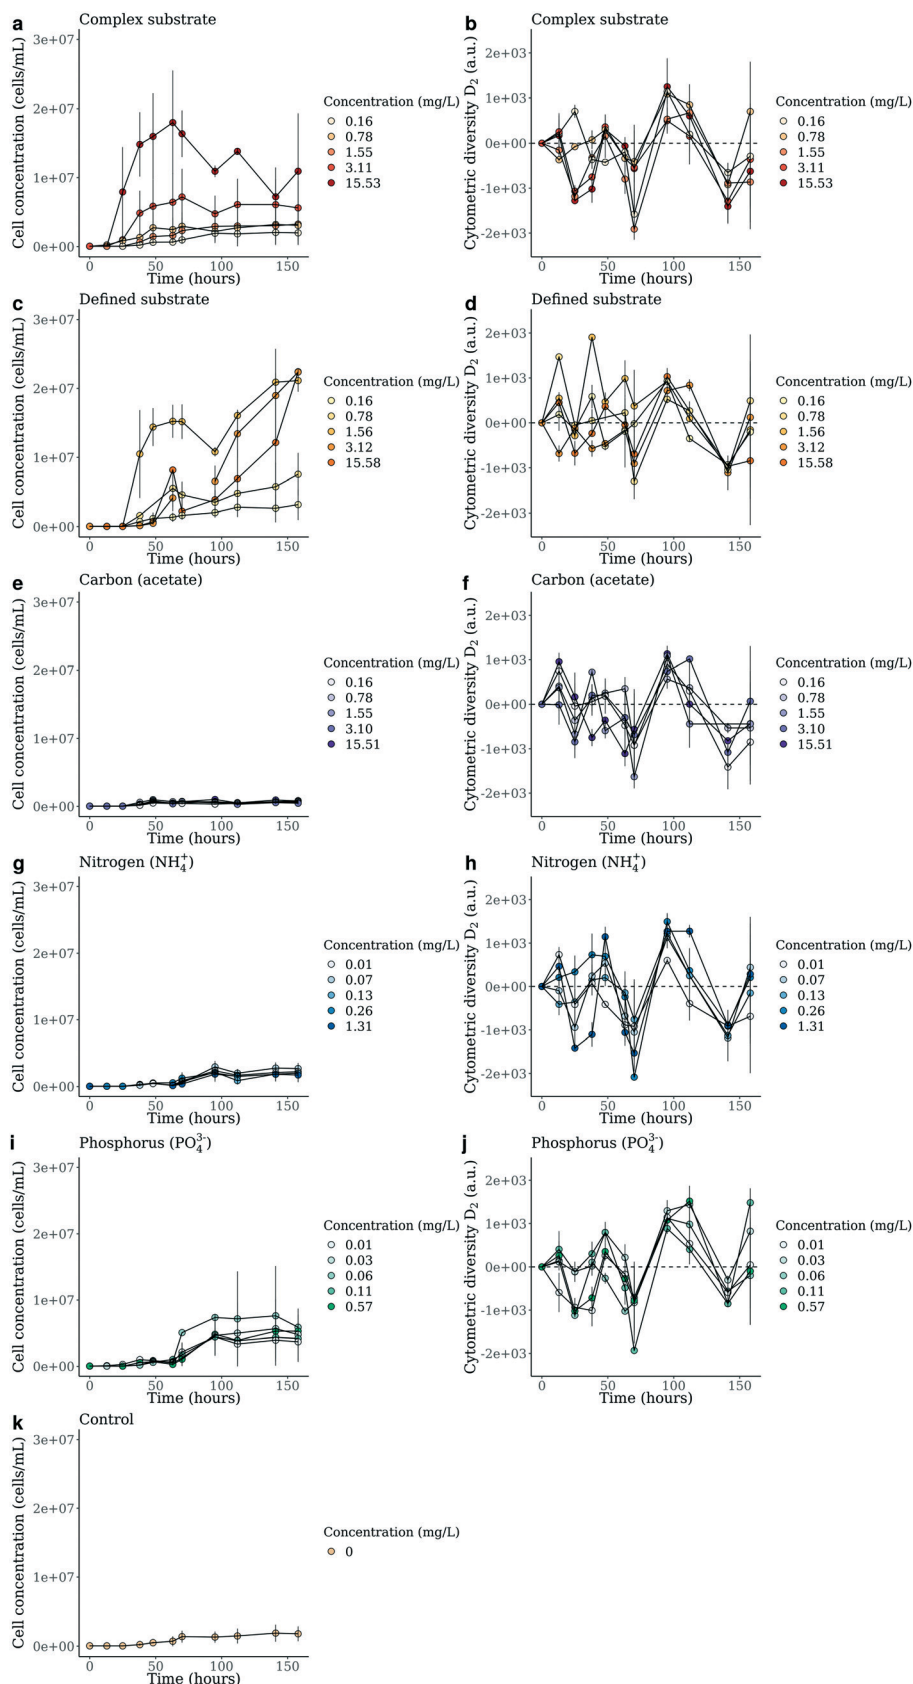 a Complex substrate
Cell concentration (cells/mL)
3e+07
2e+07
1e+07
0e+00
0 50 100 150
Time (hours)
Concentration (mg/L)
0.16
0.78
1.55
3.11
15.53
b Complex substrate
Cytometric diversity D2 (a.u.)
2e+03
1e+03
0e+00
-1e+03
-2e+03
0 50 100 150
Time (hours)
Concentration (mg/L)
0.16
0.78
1.55
3.11
15.53
c Defined substrate
Cell concentration (cells/mL)
3e+07
2e+07
1e+07
0e+00
0 50 100 150
Time (hours)
Concentration (mg/L)
0.16
0.78
1.56
3.12
15.58
d Defined substrate
Cytometric diversity D2 (a.u.)
2e+03
1e+03
0e+00
-1e+03
-2e+03
0 50 100 150
Time (hours)
Concentration (mg/L)
0.16
0.78
1.56
3.12
15.58
e Carbon (acetate)
Cell concentration (cells/mL)
3e+07
2e+07
1e+07
0e+00
0 50 100 150
Time (hours)
Concentration (mg/L)
0.16
0.78
1.55
3.10
15.51
f Carbon (acetate)
Cytometric diversity D2 (a.u.)
2e+03
1e+03
0e+00
-1e+03
-2e+03
0 50 100 150
Time (hours)
Concentration (mg/L)
0.16
0.78
1.55
3.10
15.51
g Nitrogen (NH4+)
Cell concentration (cells/mL)
3e+07
2e+07
1e+07
0e+00
0 50 100 150
Time (hours)
Concentration (mg/L)
0.01
0.07
0.13
0.26
1.31
h Nitrogen (NH4+)
Cytometric diversity D2 (a.u.)
2e+03
1e+03
0e+00
-1e+03
-2e+03
0 50 100 150
Time (hours)
Concentration (mg/L)
0.01
0.07
0.13
0.26
1.31
i Phosphorus (PO43-)
Cell concentration (cells/mL)
3e+07
2e+07
1e+07
0e+00
0 50 100 150
Time (hours)
Concentration (mg/L)
0.01
0.03
0.06
0.11
0.57
j Phosphorus (PO43-)
Cytometric diversity D2 (a.u.)
2e+03
1e+03
0e+00
-1e+03
-2e+03
0 50 100 150
Time (hours)
Concentration (mg/L)
0.01
0.03
0.06
0.11
0.57
k Control
Cell concentration (cells/mL)
3e+07
2e+07
1e+07
0e+00
0 50 100 150
Time (hours)
Concentration (mg/L)
0